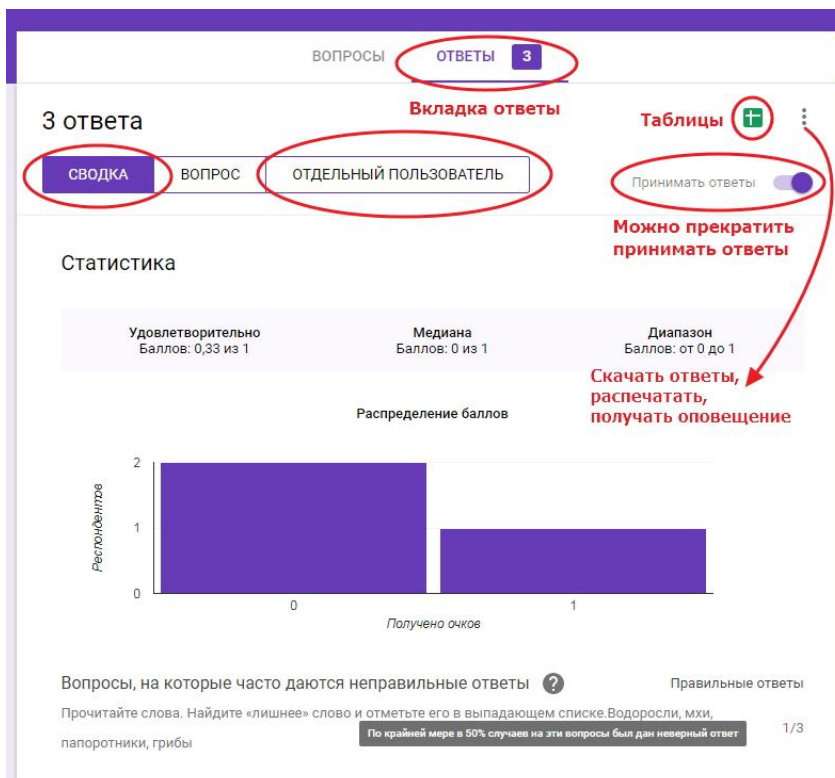 ВОПРОСЫ ОТВЕТЫ 3
Вкладка ответы
3 ответа
Таблицы
СВОДКА ВОПРОС ОТДЕЛЬНЫЙ ПОЛЬЗОВАТЕЛЬ
Принимать ответы
Можно прекратить
принимать ответы
Статистика
Удовлетворительно Медиана Диапазон
Баллов: 0,33 из 1 Баллов: 0 из 1 Баллов: от 0 до 1
Скачать ответы,
распечатать,
получать оповещение
Распределение баллов
2
1
0
Респондентов
0 1
Получено очков
Вопросы, на которые часто даются неправильные ответы ? Правильные ответы
Прочитайте слова. Найдите «лишнее» слово и отметьте его в выпадающем списке.Водоросли, мхи,
папоротники, грибы
По крайней мере в 50% случаев на эти вопросы был дан неверный ответ
1/3